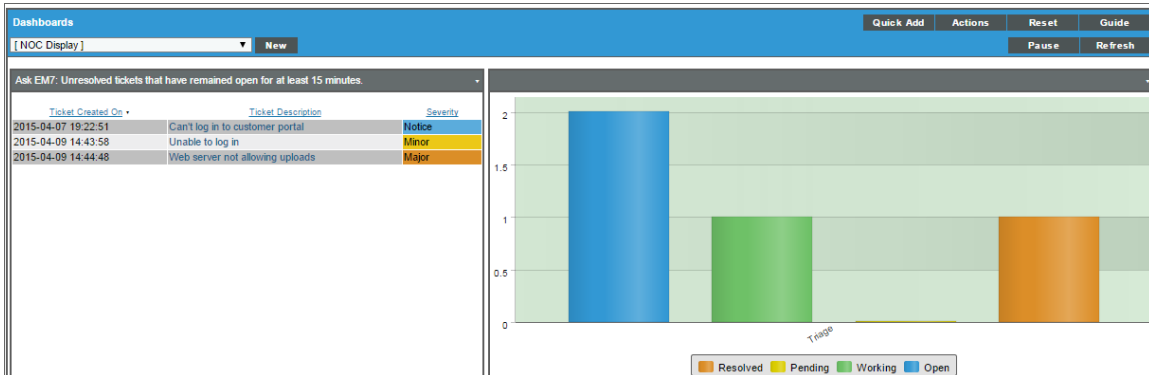 Dashboards
Quick Add Actions Reset Guide
[ NOC Display ] New Pause Refresh
Ask EM7: Unresolved tickets that have remained open for at least 15 minutes.
Ticket Created On Ticket Description Severity
2015-04-07 19:22:51 Can't log in to customer portal Notice
2015-04-09 14:43:58 Unable to log in Minor
2015-04-09 14:44:48 Web server not allowing uploads Major
2
1.5
1
0.5
0
Triage
Resolved Pending Working Open